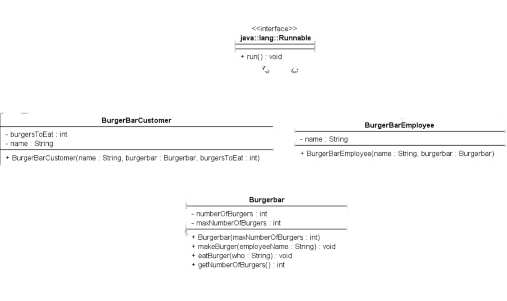 <<interface>>
java::lang::Runnable
+ run() : void
BurgerBarCustomer
- burgersToEat : int
- name : String
+ BurgerBarCustomer(name : String, burgerbar : Burgerbar, burgersToEat : int)
BurgerBarEmployee
- name : String
+ BurgerBarEmployee(name : String, burgerbar : Burgerbar)
Burgerbar
- numberOfBurgers : int
- maxNumberOfBurgers : int
+ Burgerbar(maxNumberOfBurgers : int)
+ makeBurger(employeeName : String) : void
+ eatBurger(who : String) : void
+ getNumberOfBurgers() : int